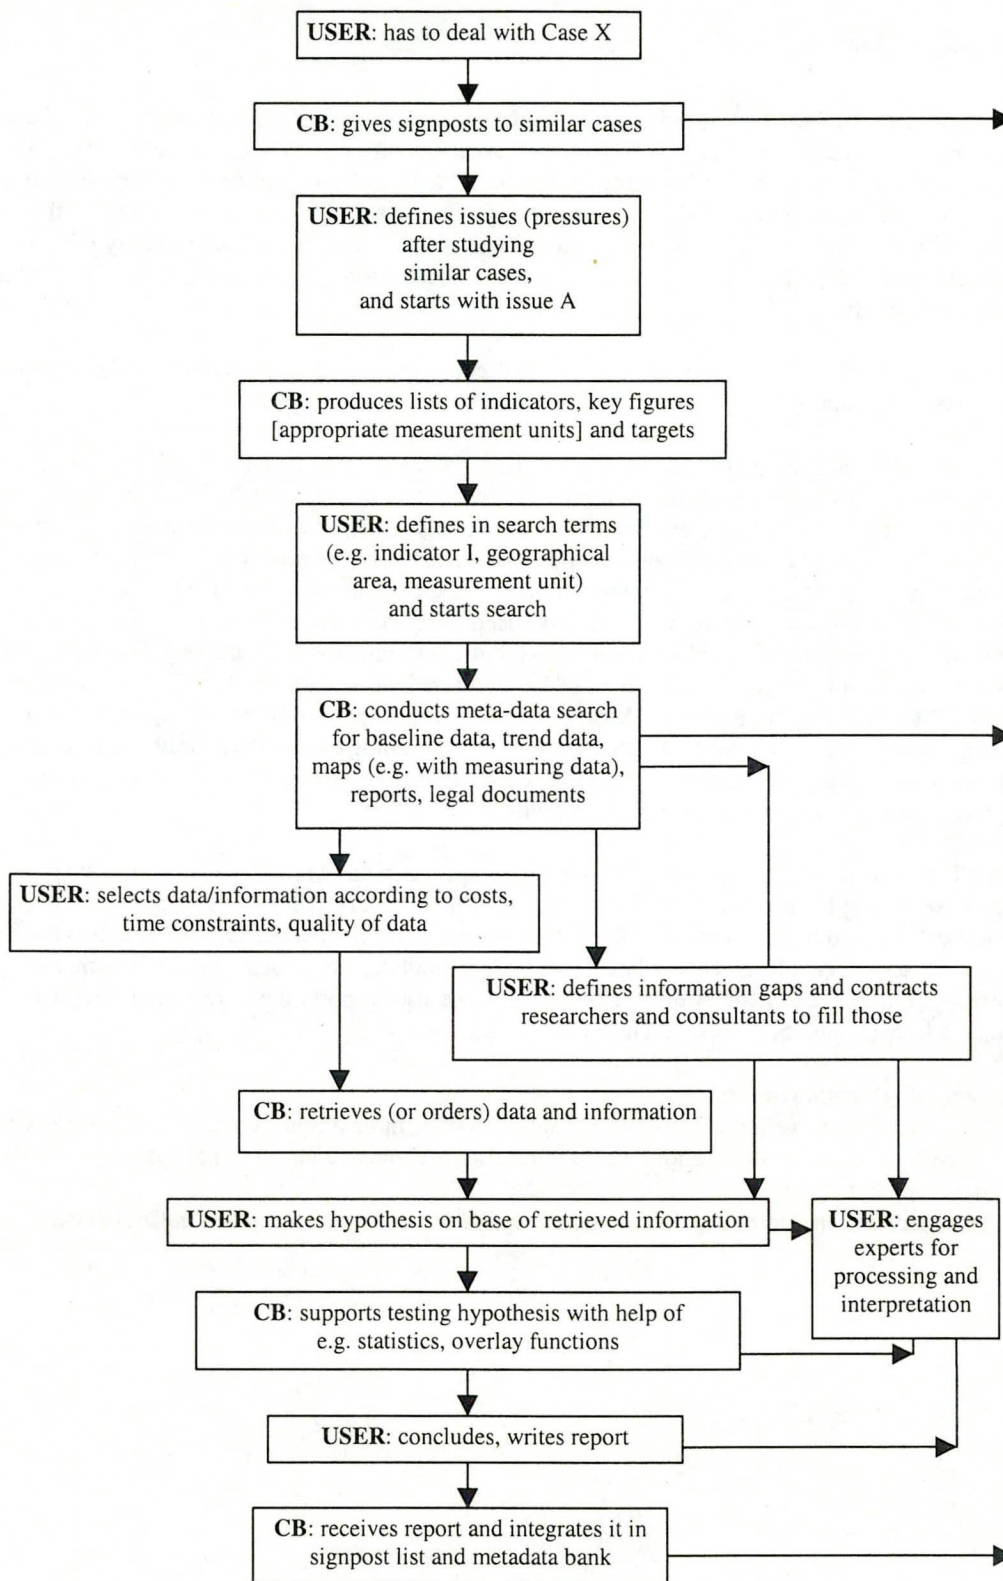 USER: has to deal with Case X
CB: gives signposts to similar cases
USER: defines issues (pressures)
after studying
similar cases,
and starts with issue A
CB: produces lists of indicators, key figures
[appropriate measurement units] and targets
USER: defines in search terms
(e.g. indicator I, geographical
area, measurement unit)
and starts search
CB: conducts meta-data search
for baseline data, trend data,
maps (e.g. with measuring data),
reports, legal documents
USER: selects data/information according to costs,
time constraints, quality of data
USER: defines information gaps and contracts
researchers and consultants to fill those
CB: retrieves (or orders) data and information
USER: makes hypothesis on base of retrieved information
USER: engages
experts for
processing and
interpretation
CB: supports testing hypothesis with help of
e.g. statistics, overlay functions
USER: concludes, writes report
CB: receives report and integrates it in
signpost list and metadata bank